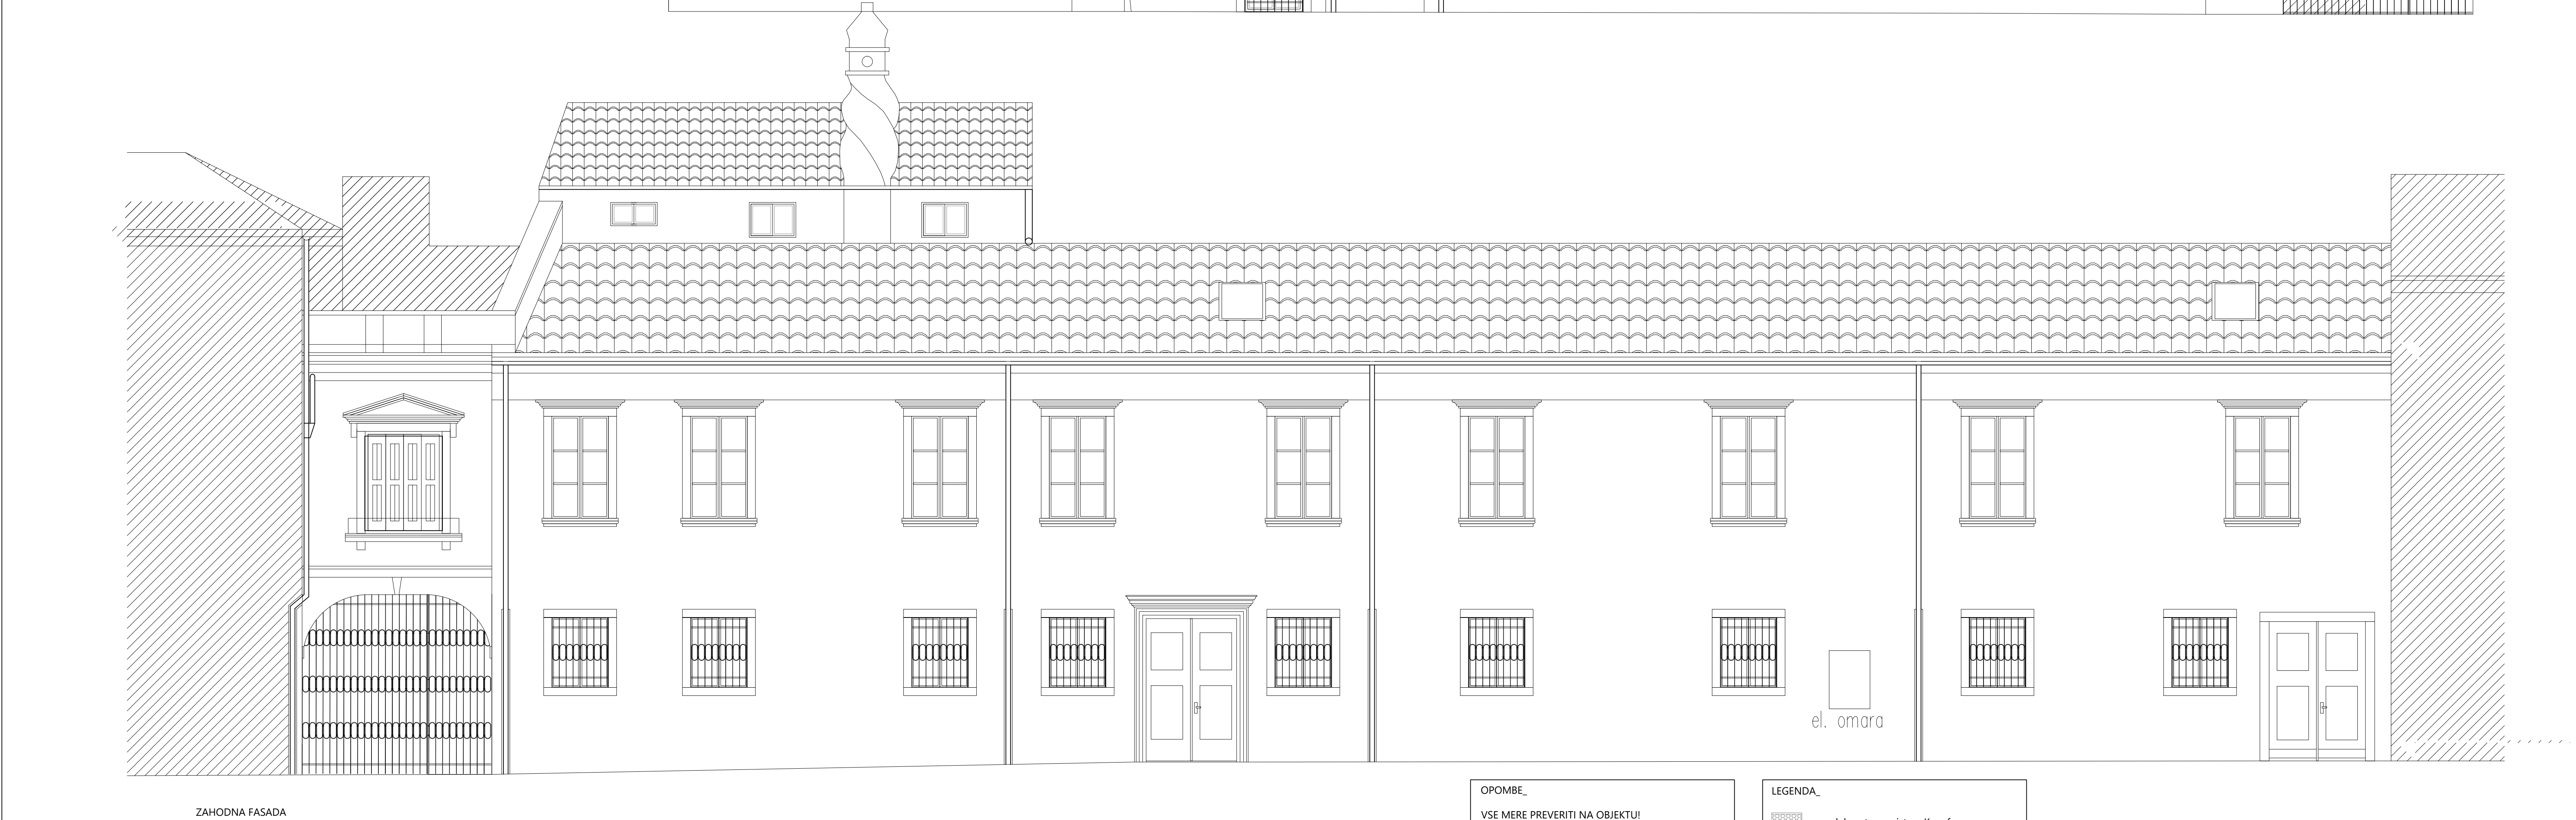 el. omara
ZAHODNA FASADA
OPOMBE_
VSE MERE PREVERITI NA OBJEKTU!
LEGENDA_